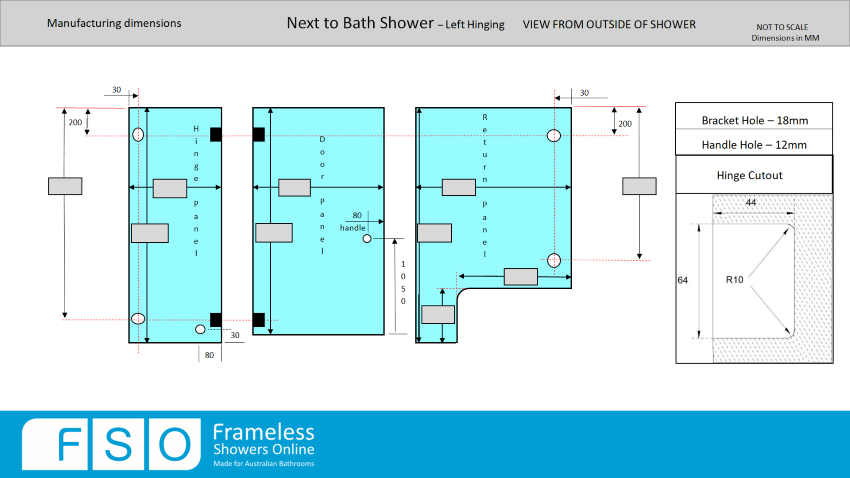 Manufacturing dimensions
Next to Bath Shower – Left Hinging
VIEW FROM OUTSIDE OF SHOWER
NOT TO SCALE
Dimensions in MM
30
200
Hinge Panel
30
80
Door Panel
80
handle
1050
Return Panel
30
200
Bracket Hole – 18mm
Handle Hole – 12mm
Hinge Cutout
44
64
R10
FSO
Frameless
Showers Online
Made for Australian Bathrooms